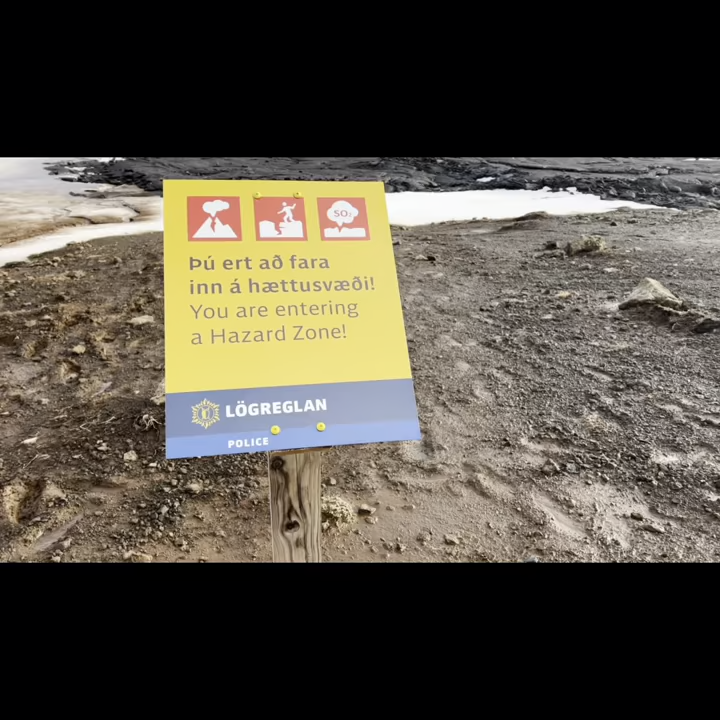 SO₂
Þú ert að fara
inn á hættusvæði!
You are entering
a Hazard Zone!
LÖGREGLAN
POLICE